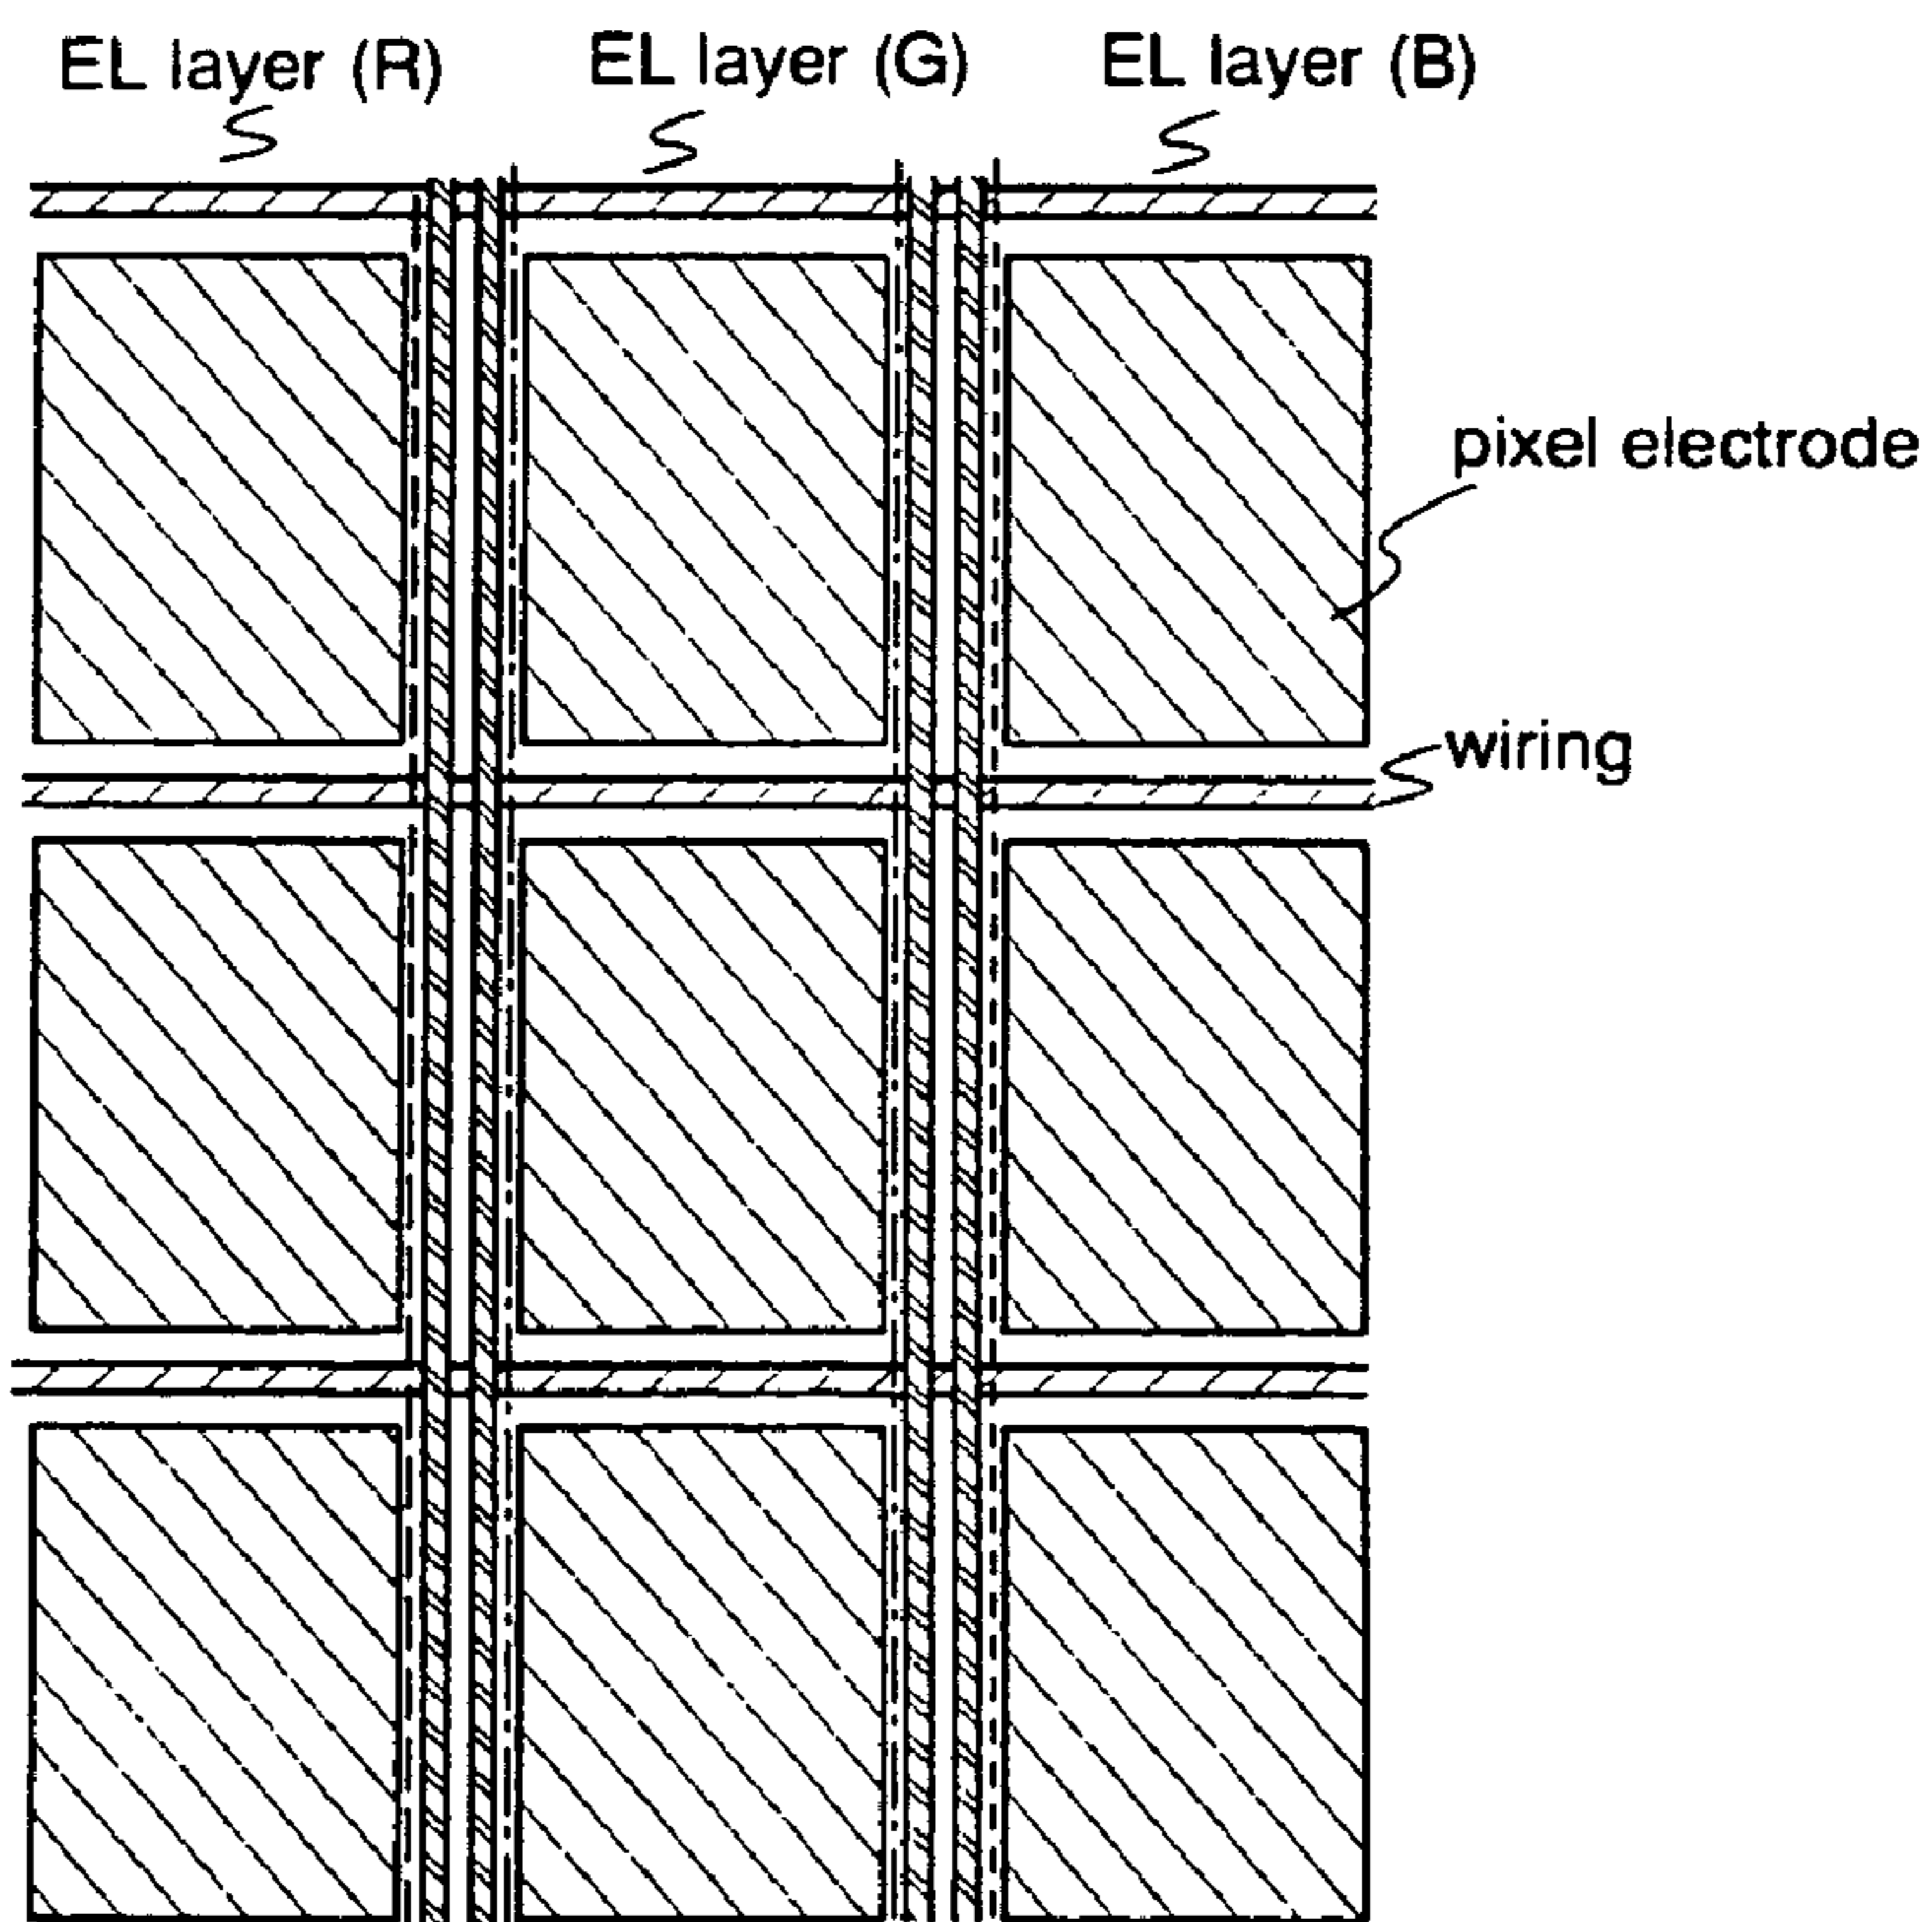 EL layer (R)
EL layer (G)
EL layer (B)
pixel electrode
wiring